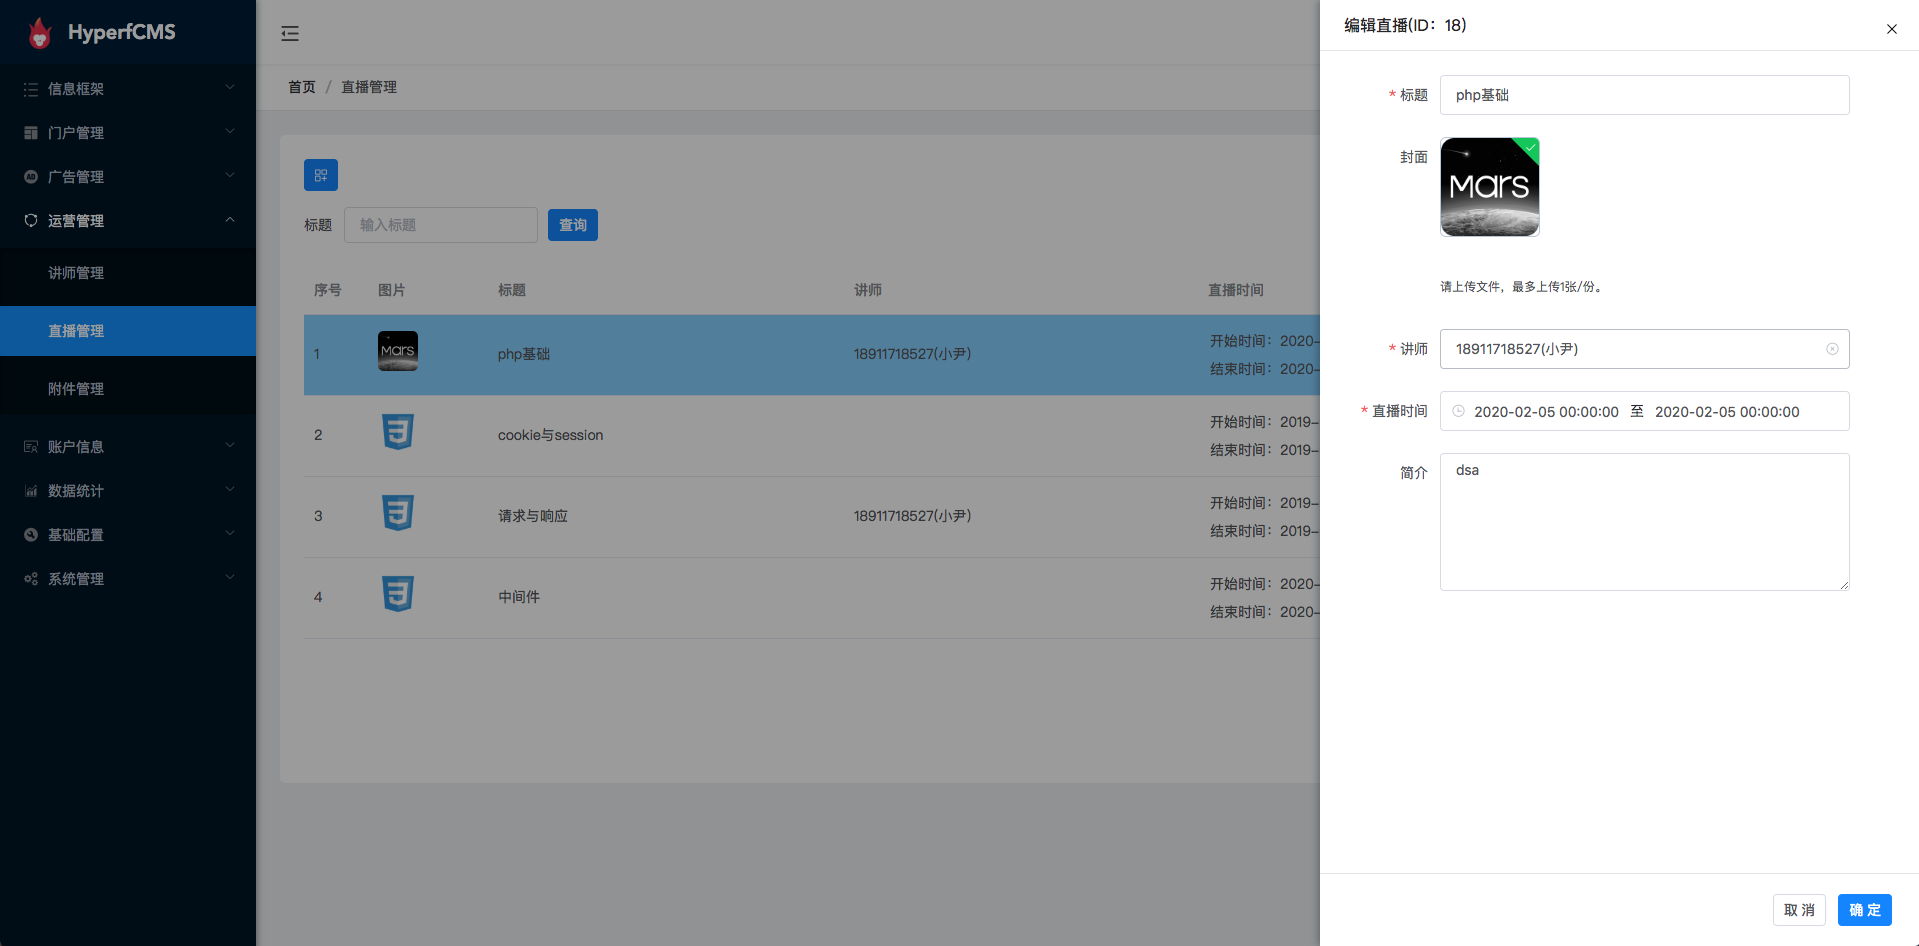 HyperfCMS
信息框架
门户管理
AD 广告管理
运营管理
讲师管理
直播管理
附件管理
账户信息
数据统计
基础配置
系统管理
首页 / 直播管理
标题 输入标题 查询
序号 图片 标题 讲师 直播时间
1 Mars php基础 18911718527(小尹) 开始时间：2020-
结束时间：2020-
2 3 cookie与session 开始时间：2019-
结束时间：2019-
3 3 请求与响应 18911718527(小尹) 开始时间：2019-
结束时间：2019-
4 3 中间件 开始时间：2020-
结束时间：2020-
编辑直播(ID：18)
* 标题 php基础
封面 Mars
请上传文件，最多上传1张/份。
* 讲师 18911718527(小尹)
* 直播时间 2020-02-05 00:00:00 至 2020-02-05 00:00:00
简介 dsa
取 消 确 定